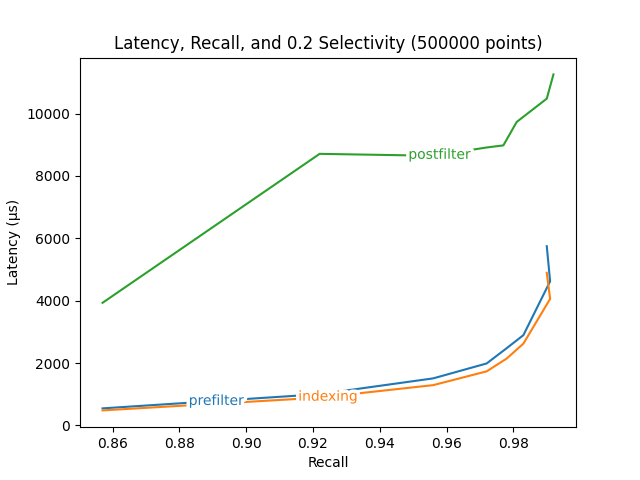 Latency, Recall, and 0.2 Selectivity (500000 points)
10000
8000
6000
4000
2000
0
Latency (µs)
postfilter
prefilter
indexing
0.86
0.88
0.90
0.92
0.94
0.96
0.98
Recall